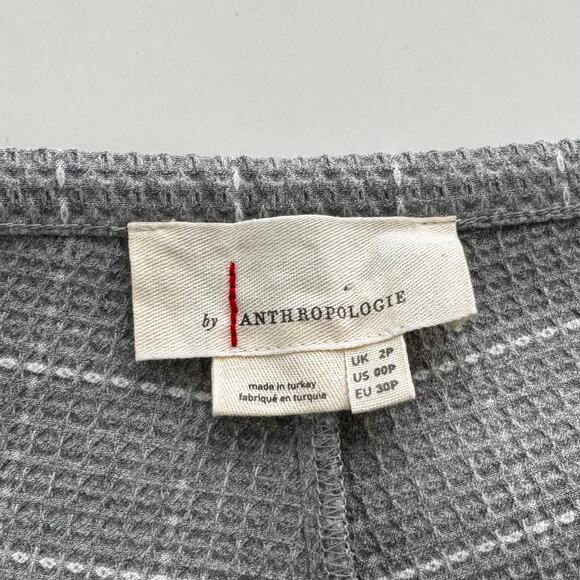 by ANTHROPOLOGIE
made in turkey
fabriqué en turquie
UK 2P
US 00P
EU 30P